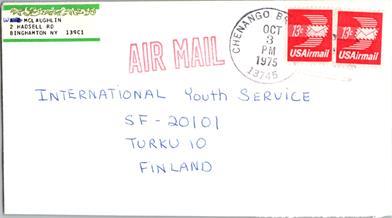 McLAUGHLIN
2 HADSELL RD
BINGHAMTON NY 139C1
AIR MAIL
CHENANGO
OCT
3
PM
1975
13745
13c
USAirmail
13c
USAirmail
INTERNATIONAL YOUTH SERVICE
SF-20101
TURKU 10
FINLAND